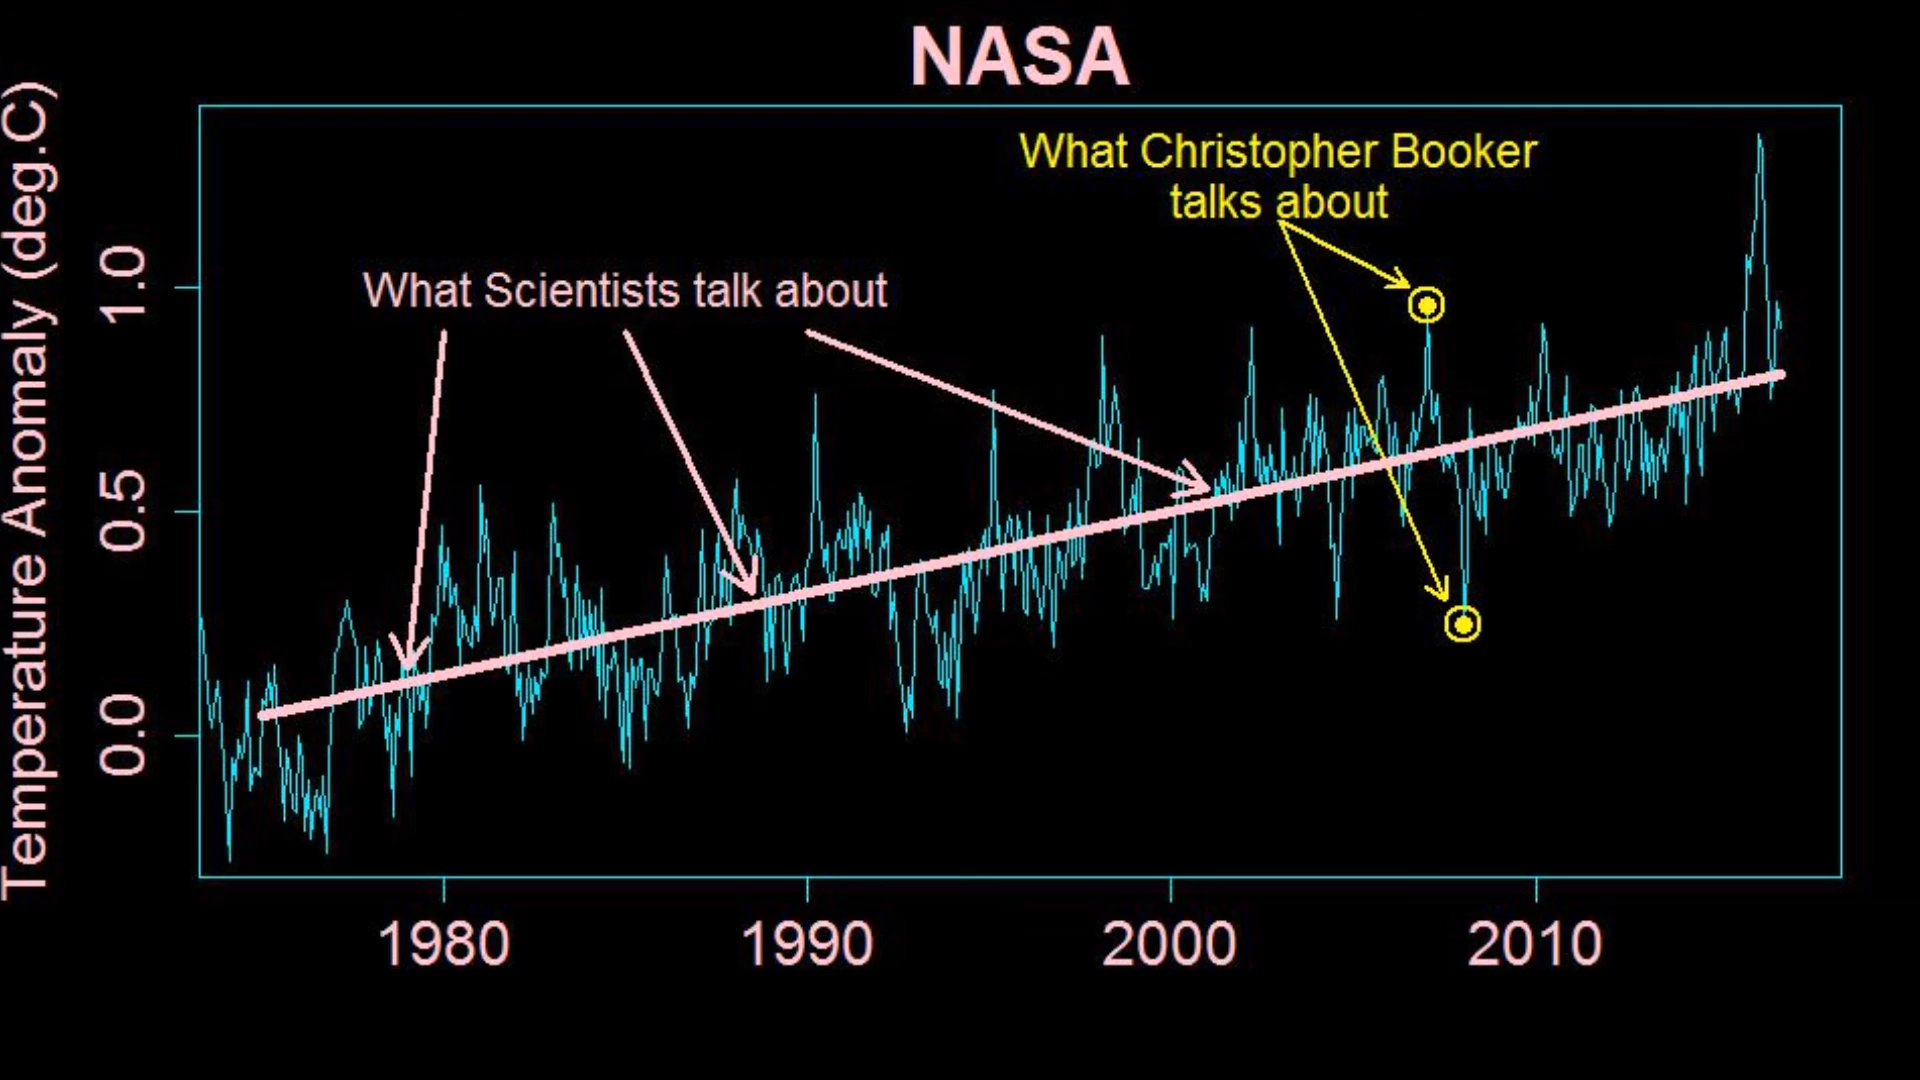 NASA
What Christopher Booker
talks about
What Scientists talk about
Temperature Anomaly (deg.C)
1.0
0.5
0.0
1980
1990
2000
2010